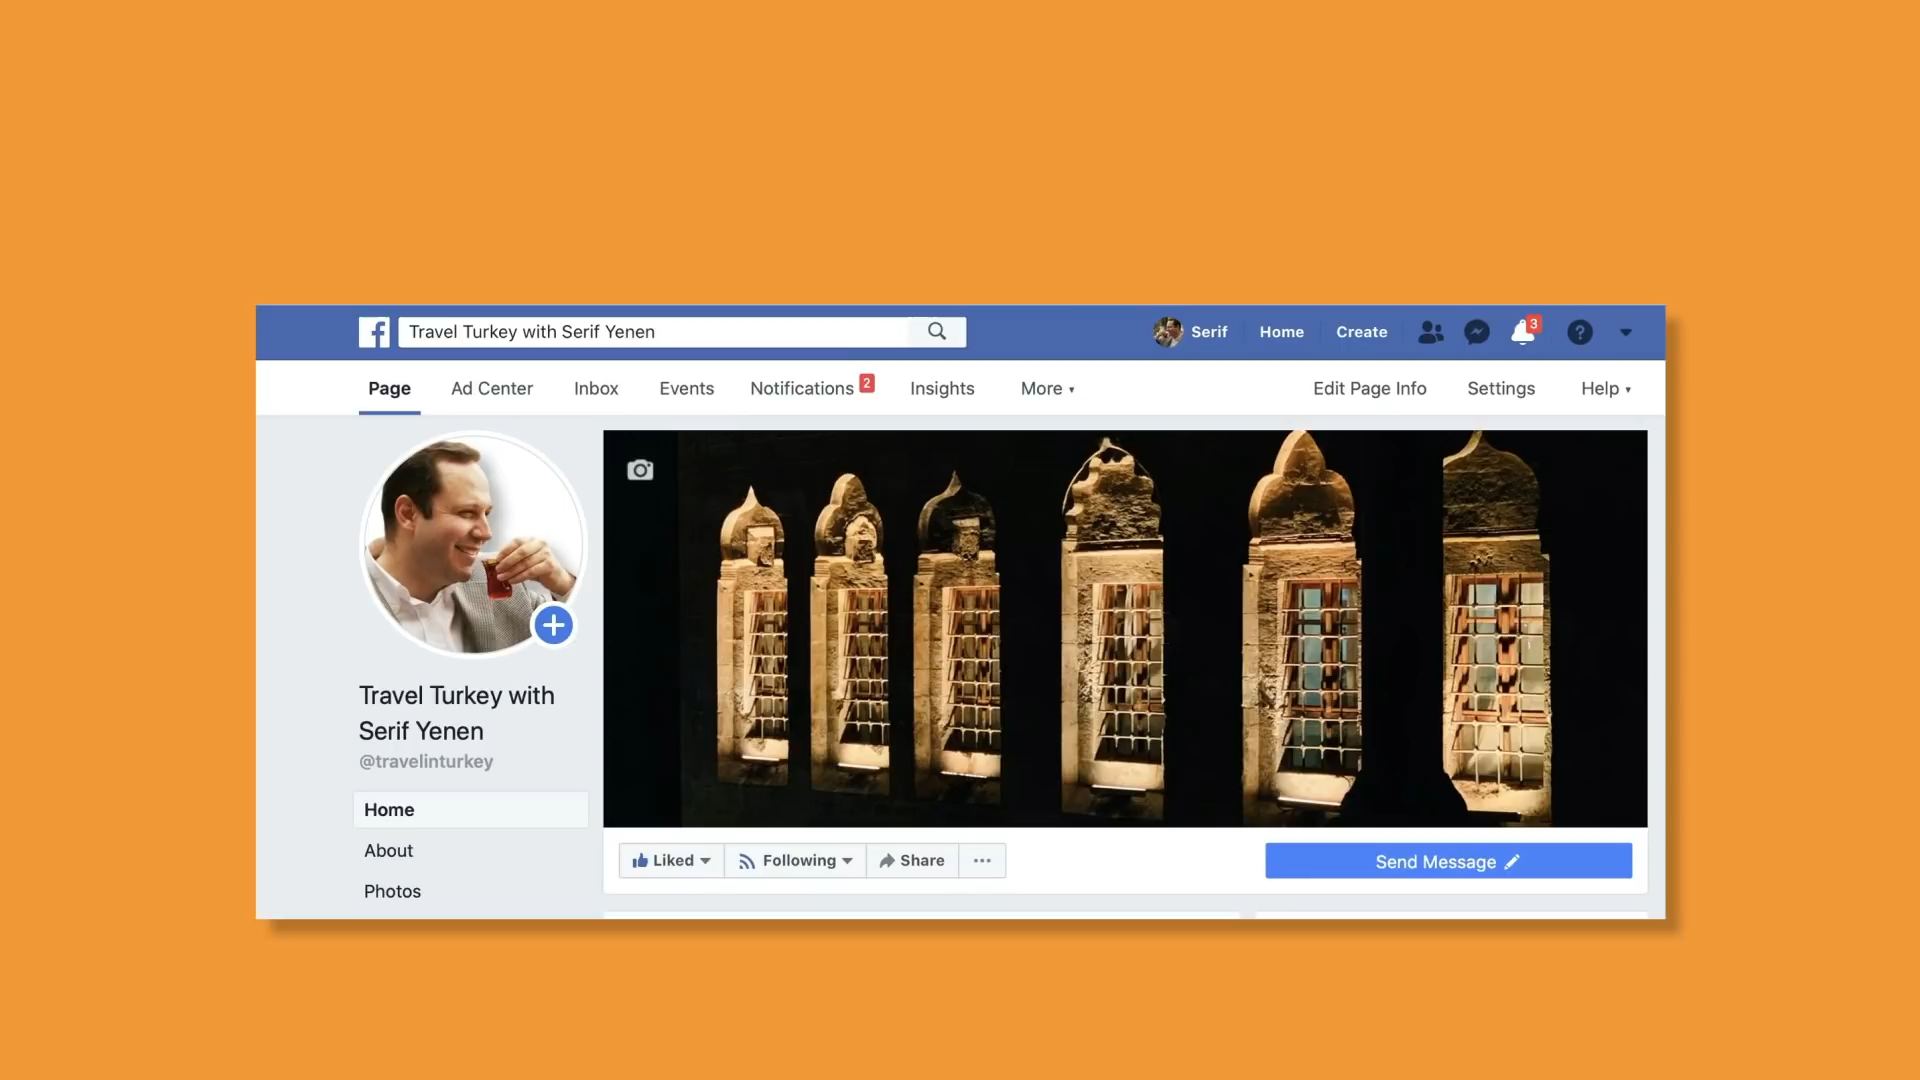 Travel Turkey with Serif Yenen
Serif Home Create 3
Page Ad Center Inbox Events Notifications 2 Insights More Edit Page Info Settings Help
Travel Turkey with
Serif Yenen
@travelinturkey
Home
About
Photos
Liked Following Share Send Message